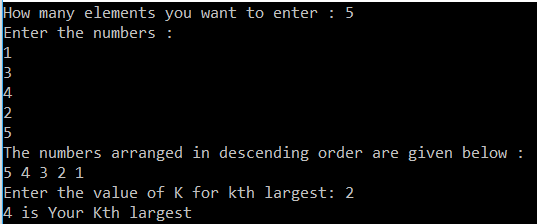 How many elements you want to enter : 5
Enter the numbers :
1
3
4
2
5
The numbers arranged in descending order are given below :
5 4 3 2 1
Enter the value of K for kth largest: 2
4 is Your Kth largest